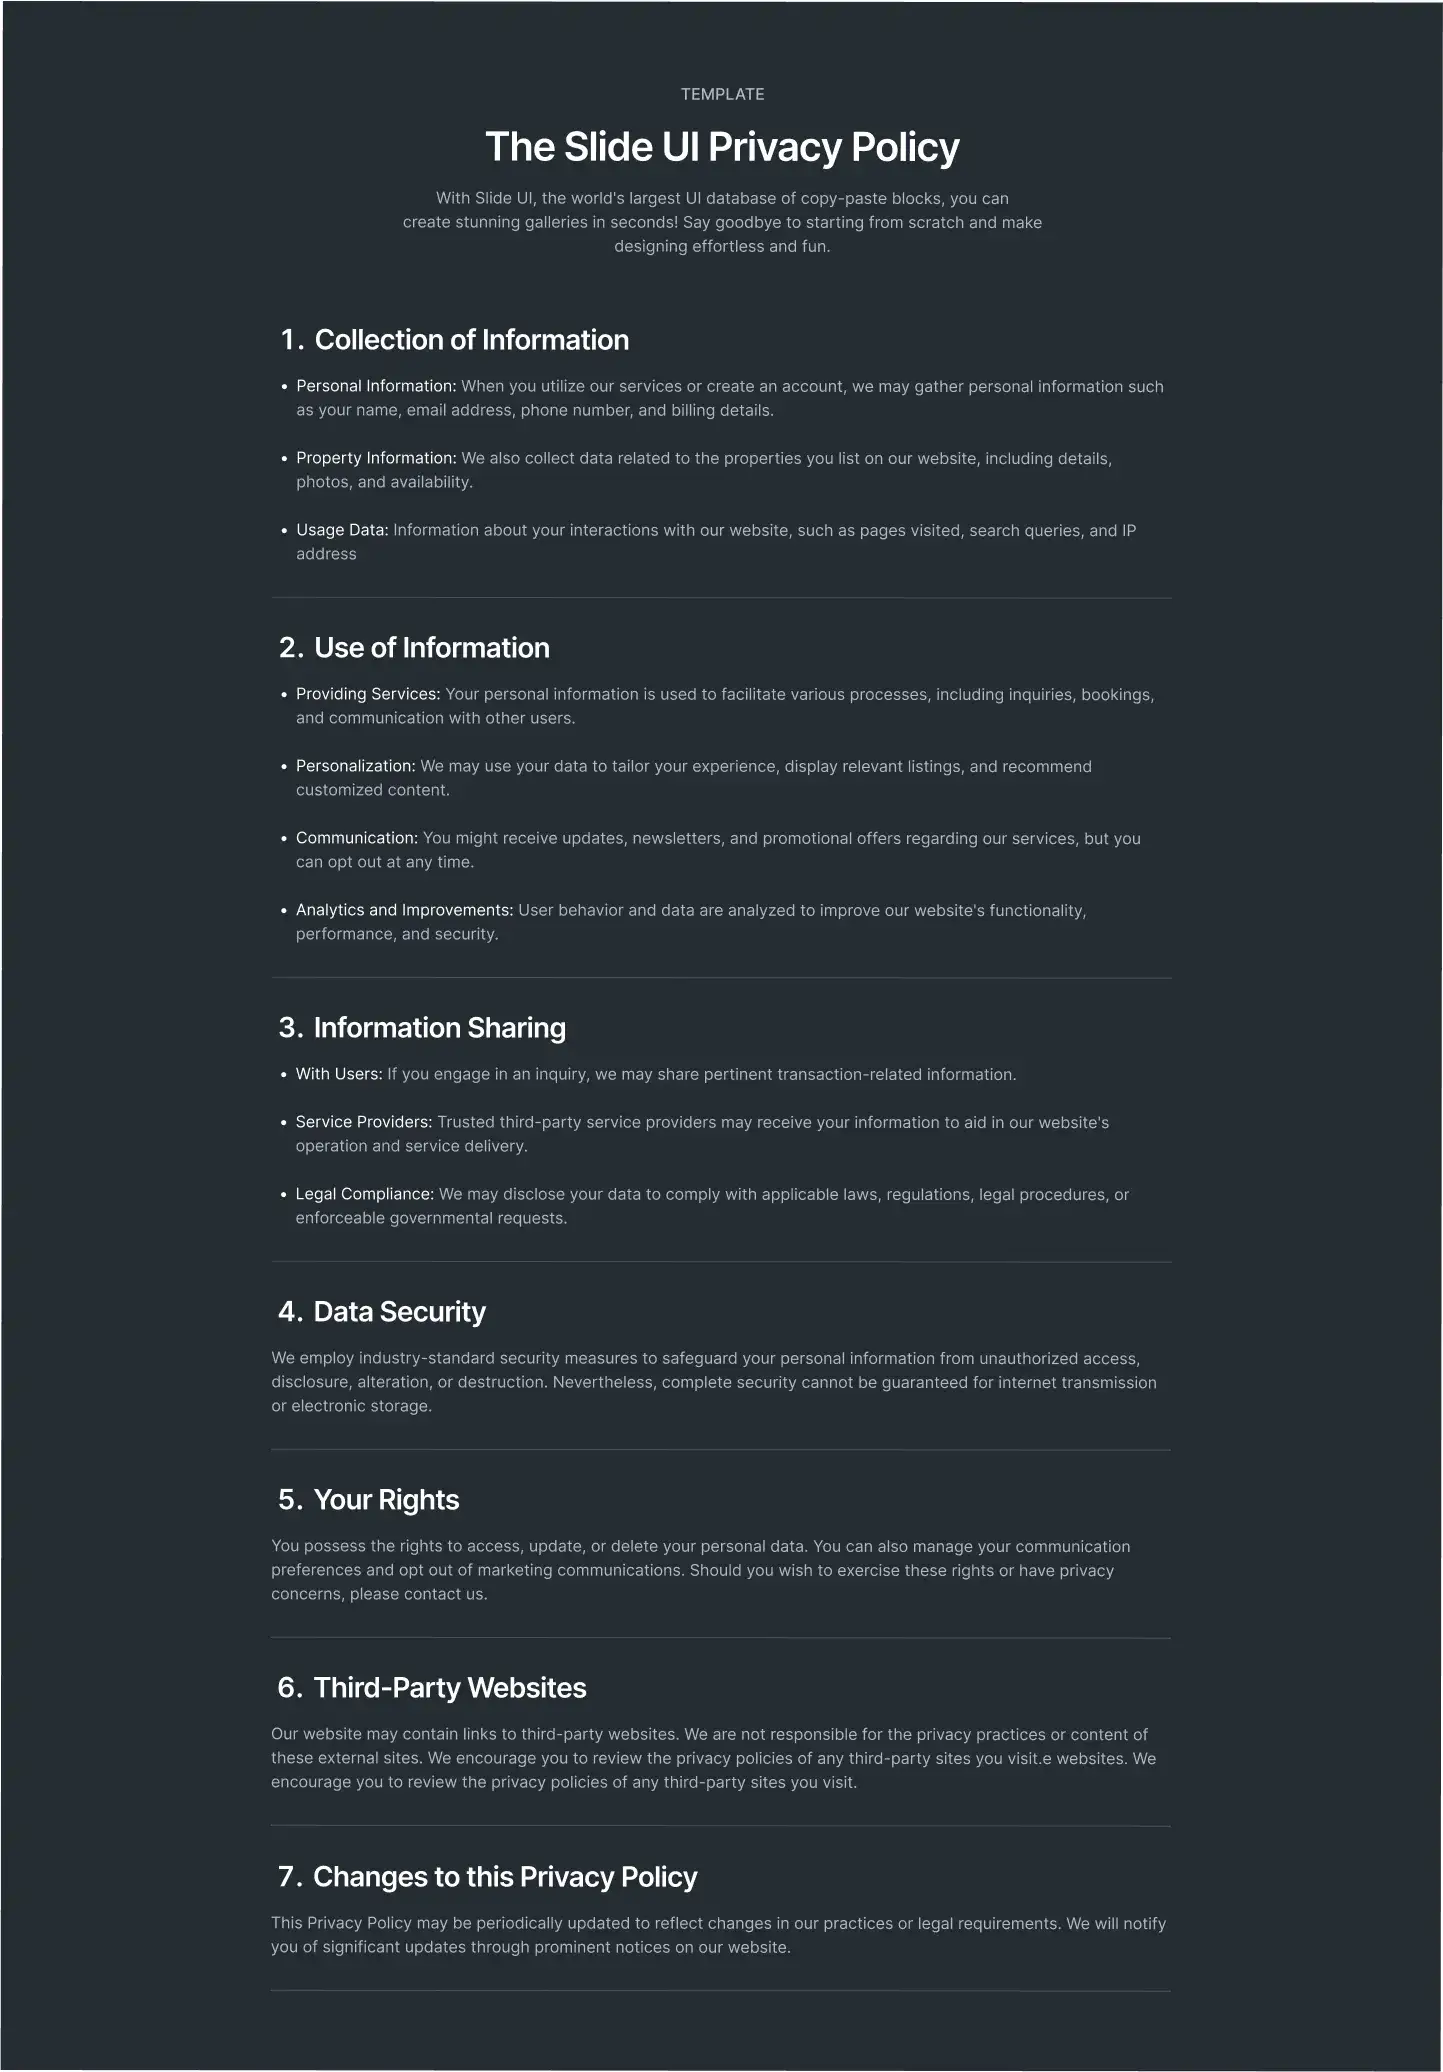 TEMPLATE
The Slide UI Privacy Policy
With Slide UI, the world's largest UI database of copy-paste blocks, you can
create stunning galleries in seconds! Say goodbye to starting from scratch and make
designing effortless and fun.
1. Collection of Information
• Personal Information: When you utilize our services or create an account, we may gather personal information such
as your name, email address, phone number, and billing details.
• Property Information: We also collect data related to the properties you list on our website, including details,
photos, and availability.
• Usage Data: Information about your interactions with our website, such as pages visited, search queries, and IP
address
2. Use of Information
• Providing Services: Your personal information is used to facilitate various processes, including inquiries, bookings,
and communication with other users.
• Personalization: We may use your data to tailor your experience, display relevant listings, and recommend
customized content.
• Communication: You might receive updates, newsletters, and promotional offers regarding our services, but you
can opt out at any time.
• Analytics and Improvements: User behavior and data are analyzed to improve our website's functionality,
performance, and security.
3. Information Sharing
• With Users: If you engage in an inquiry, we may share pertinent transaction-related information.
• Service Providers: Trusted third-party service providers may receive your information to aid in our website's
operation and service delivery.
• Legal Compliance: We may disclose your data to comply with applicable laws, regulations, legal procedures, or
enforceable governmental requests.
4. Data Security
We employ industry-standard security measures to safeguard your personal information from unauthorized access,
disclosure, alteration, or destruction. Nevertheless, complete security cannot be guaranteed for internet transmission
or electronic storage.
5. Your Rights
You possess the rights to access, update, or delete your personal data. You can also manage your communication
preferences and opt out of marketing communications. Should you wish to exercise these rights or have privacy
concerns, please contact us.
6. Third-Party Websites
Our website may contain links to third-party websites. We are not responsible for the privacy practices or content of
these external sites. We encourage you to review the privacy policies of any third-party sites you visit.e websites. We
encourage you to review the privacy policies of any third-party sites you visit.
7. Changes to this Privacy Policy
This Privacy Policy may be periodically updated to reflect changes in our practices or legal requirements. We will notify
you of significant updates through prominent notices on our website.